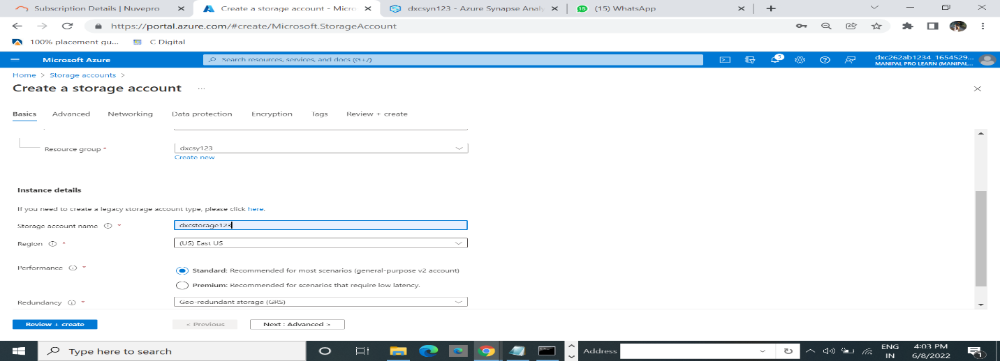 Subscription Details | Nuvepro
Create a storage account - Micro
dxcsyn123 - Azure Synapse Analy
15 (15) WhatsApp
https://portal.azure.com/#create/Microsoft.StorageAccount
100% placement gu...
C Digital
Microsoft Azure
Search resources, services, and docs (G+/)
5
dxc262ab1234_1654529...
MANIPAL PRO LEARN (MANIPAL...
Home > Storage accounts >
Create a storage account ...
Basics Advanced Networking Data protection Encryption Tags Review + create
Resource group * dxcsy123
Create new
Instance details
If you need to create a legacy storage account type, please click here.
Storage account name * dxcstorage123
Region * (US) East US
Performance * Standard: Recommended for most scenarios (general-purpose v2 account)
Premium: Recommended for scenarios that require low latency.
Redundancy * Geo-redundant storage (GRS)
Review + create < Previous Next : Advanced >
Type here to search
Address
ENG
IN
4:03 PM
6/8/2022
1